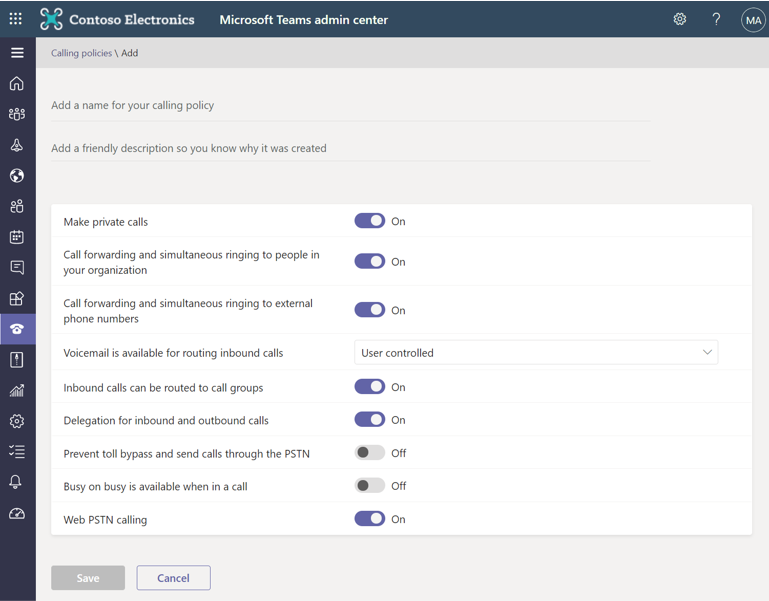 Contoso Electronics Microsoft Teams admin center ? MA
Calling policies \ Add
Add a name for your calling policy
Add a friendly description so you know why it was created
Make private calls On
Call forwarding and simultaneous ringing to people in
your organization On
Call forwarding and simultaneous ringing to external
phone numbers On
Voicemail is available for routing inbound calls User controlled
Inbound calls can be routed to call groups On
Delegation for inbound and outbound calls On
Prevent toll bypass and send calls through the PSTN Off
Busy on busy is available when in a call Off
Web PSTN calling On
Save Cancel